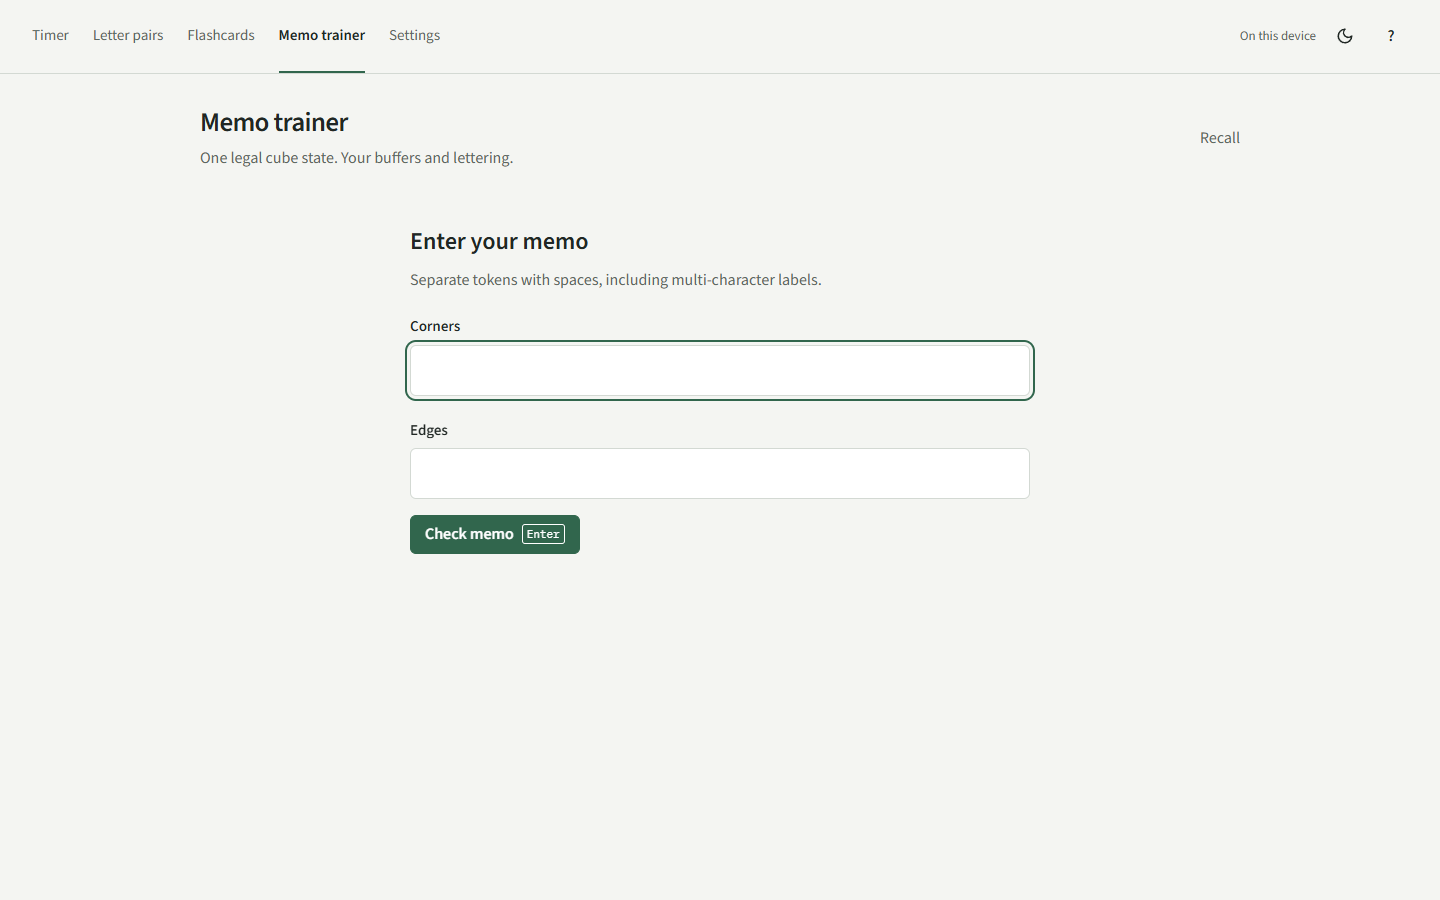 Timer Letter pairs Flashcards Memo trainer Settings On this device ?
Memo trainer
One legal cube state. Your buffers and lettering.
Recall
Enter your memo
Separate tokens with spaces, including multi-character labels.
Corners
Edges
Check memo Enter